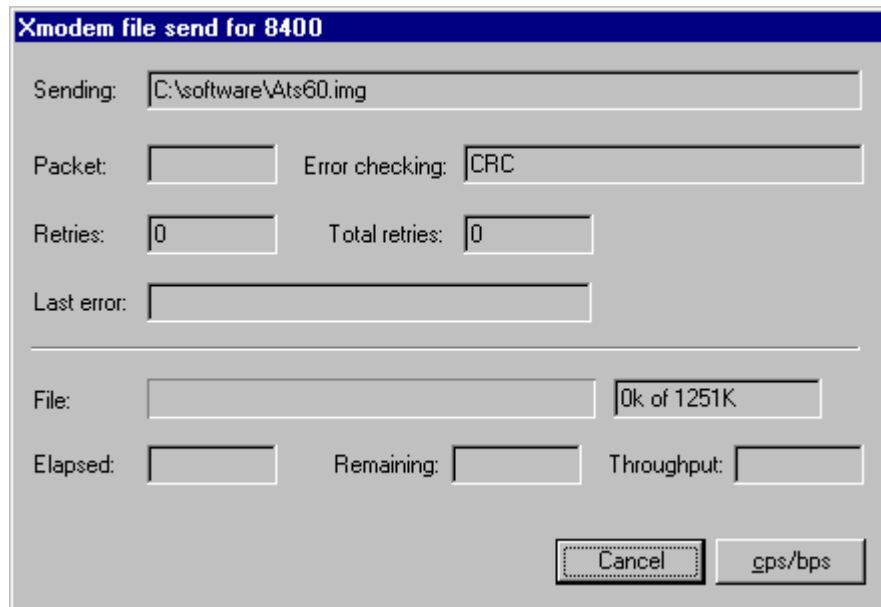 Xmodem file send for 8400
Sending: C:\software\Ats60.img
Packet: Error checking: CRC
Retries: 0 Total retries: 0
Last error:
File: 0k of 1251K
Elapsed: Remaining: Throughput:
Cancel cps/bps